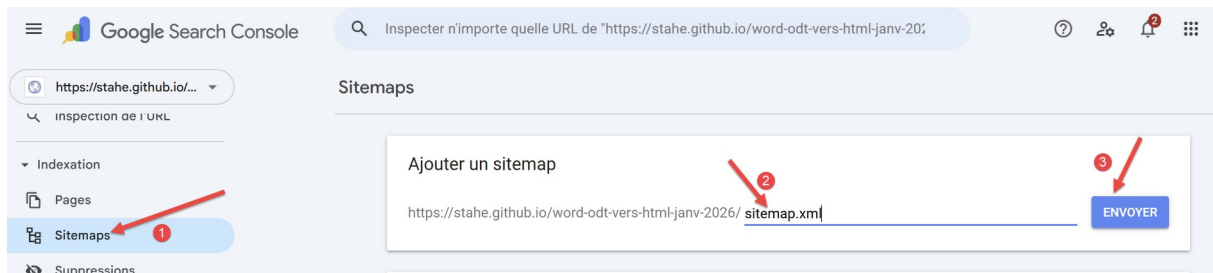 Google Search Console
Inspecter n'importe quelle URL de "https://stahe.github.io/word-odt-vers-html-janv-202
2
https://stahe.github.io/...
Sitemaps
Inspection de l'URL
Indexation
Ajouter un sitemap
2
3
Pages
https://stahe.github.io/word-odt-vers-html-janv-2026/ sitemap.xml
ENVOYER
Sitemaps
1
Suppressions